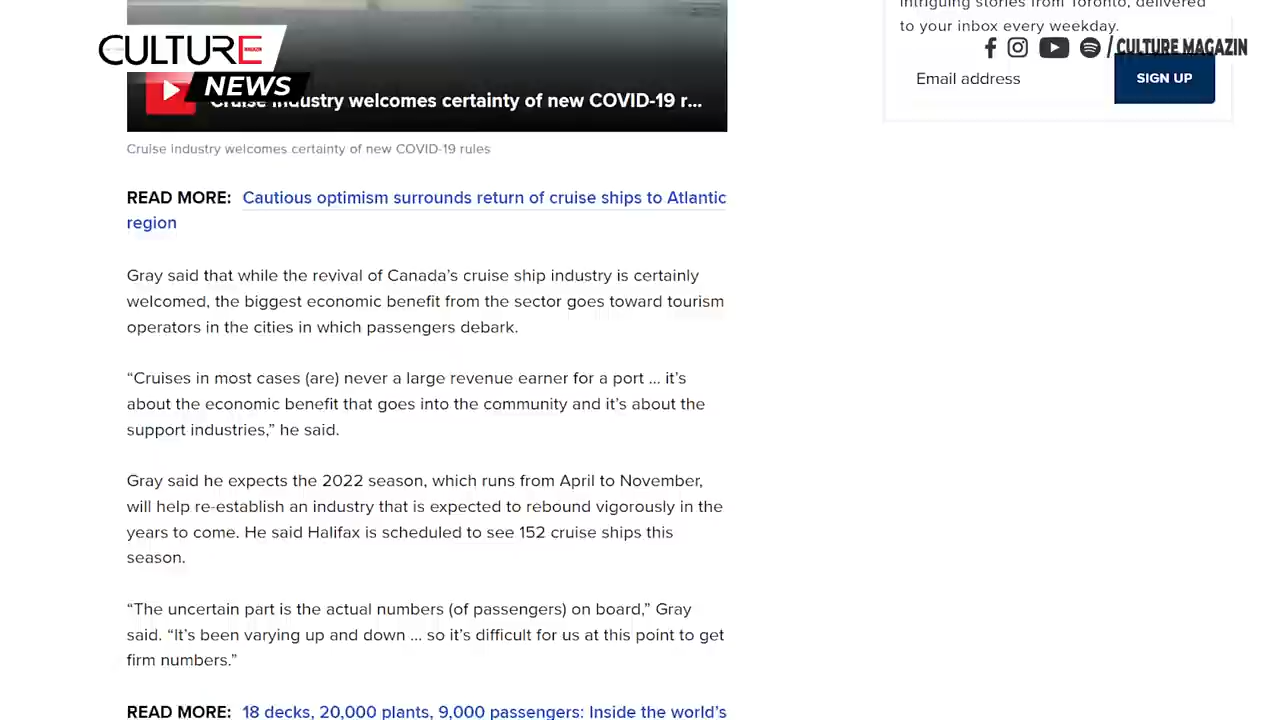 CULTURE
NEWS
Cruise industry welcomes certainty of new COVID-19 r...
Cruise industry welcomes certainty of new COVID-19 rules
intriguing stories from Toronto, delivered
to your inbox every weekday.
/CULTURE MAGAZIN
Email address
SIGN UP
READ MORE: Cautious optimism surrounds return of cruise ships to Atlantic
region
Gray said that while the revival of Canada’s cruise ship industry is certainly
welcomed, the biggest economic benefit from the sector goes toward tourism
operators in the cities in which passengers debark.
“Cruises in most cases (are) never a large revenue earner for a port ... it’s
about the economic benefit that goes into the community and it’s about the
support industries,” he said.
Gray said he expects the 2022 season, which runs from April to November,
will help re-establish an industry that is expected to rebound vigorously in the
years to come. He said Halifax is scheduled to see 152 cruise ships this
season.
“The uncertain part is the actual numbers (of passengers) on board,” Gray
said. “It’s been varying up and down ... so it’s difficult for us at this point to get
firm numbers.”
READ MORE: 18 decks, 20,000 plants, 9,000 passengers: Inside the world’s